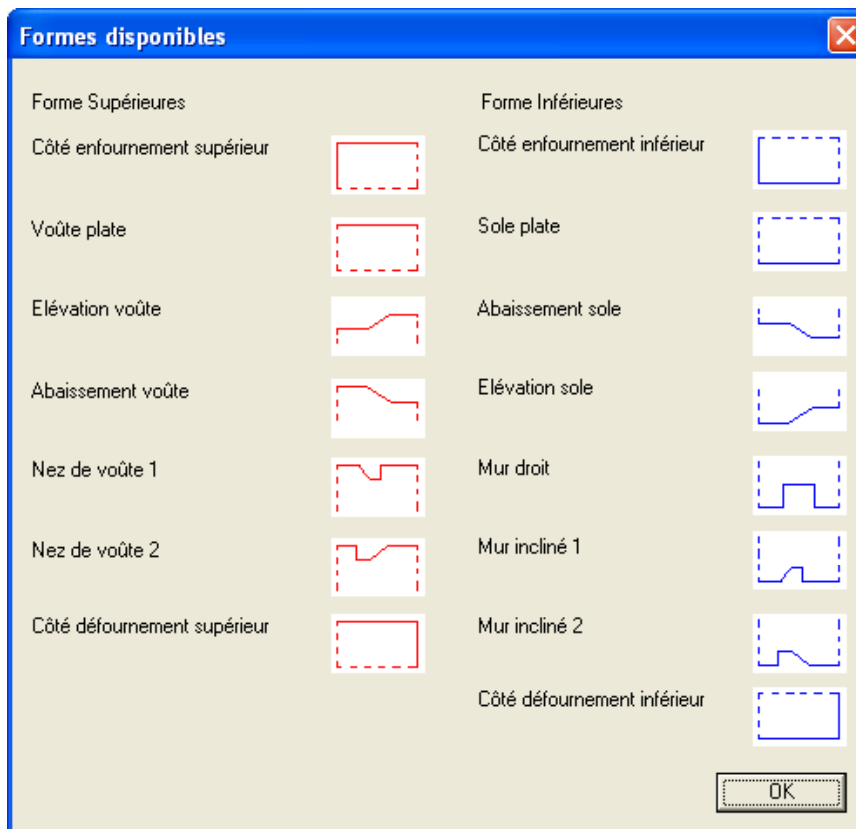 Formes disponibles
Forme Supérieures
Côté enfournement supérieur
Voûte plate
Elévation voûte
Abaissement voûte
Nez de voûte 1
Nez de voûte 2
Côté défournement supérieur
Forme Inférieures
Côté enfournement inférieur
Sole plate
Abaissement sole
Elévation sole
Mur droit
Mur incliné 1
Mur incliné 2
Côté défournement inférieur
OK